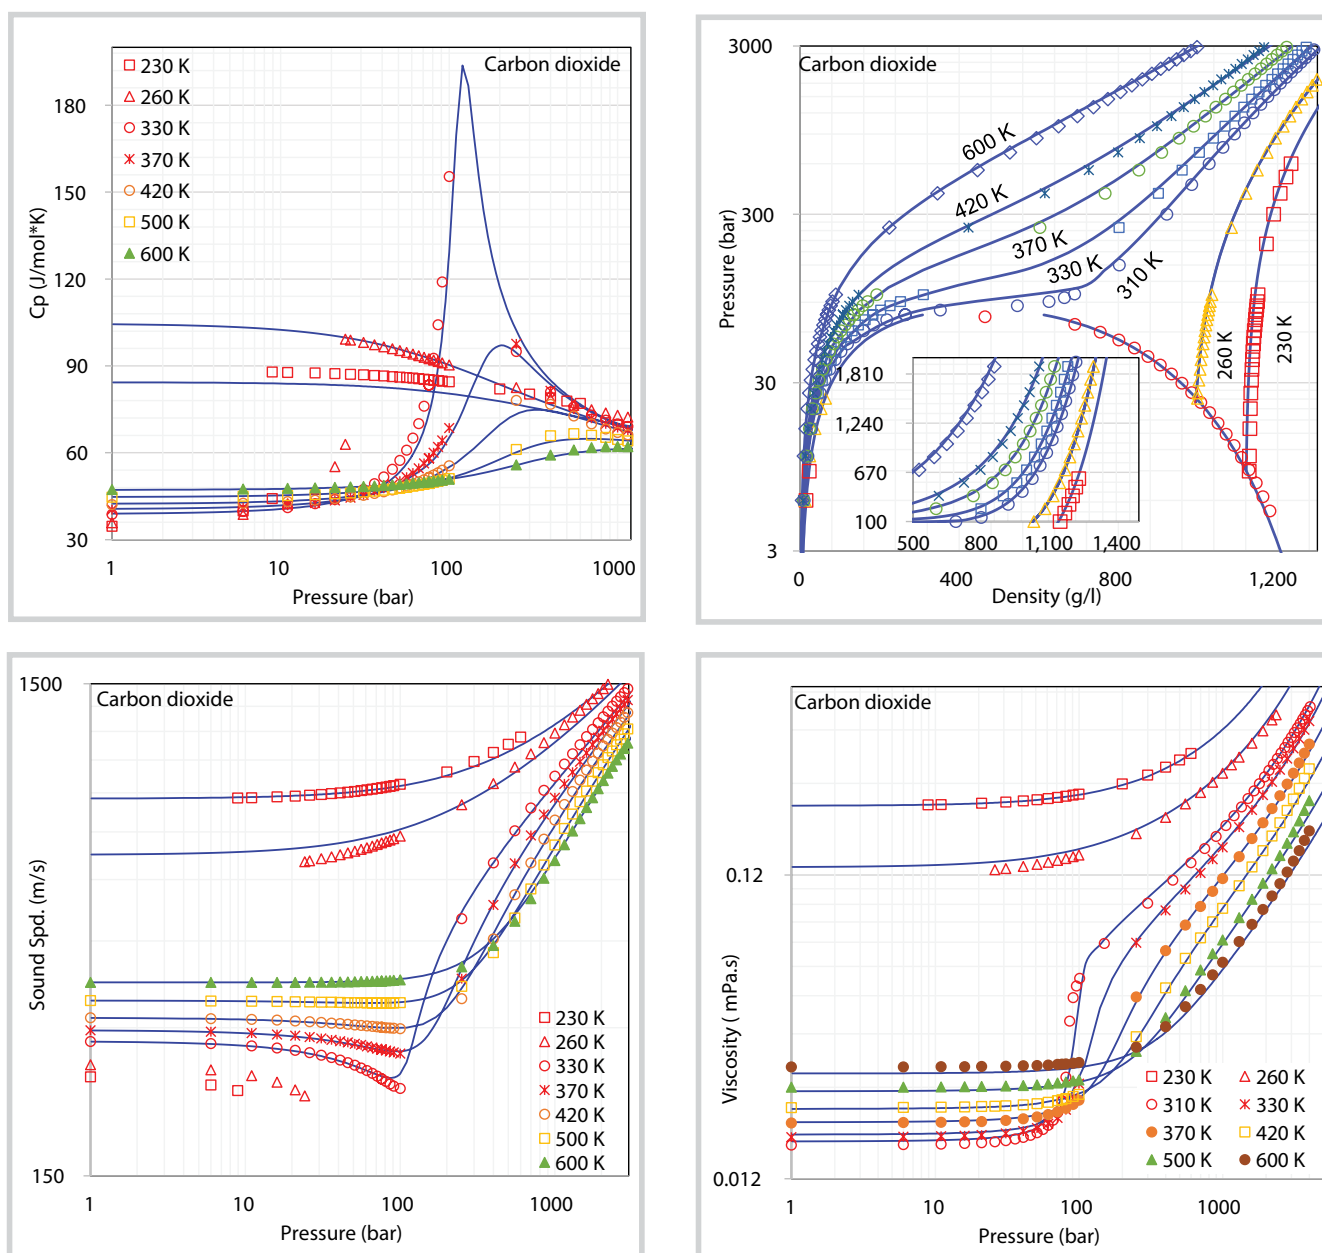 Carbon dioxide
230 K
260 K
330 K
370 K
420 K
500 K
600 K
180
150
120
90
60
30
Cp (J/mol*K)
1
10
100
1000
Pressure (bar)
Carbon dioxide
3000
300
30
3
Pressure (bar)
600 K
420 K
370 K
330 K
310 K
260 K
230 K
1,810
1,240
670
100
500
800
1,100
1,400
0
400
800
1,200
Density (g/l)
Carbon dioxide
1500
150
Sound Spd. (m/s)
230 K
260 K
330 K
370 K
420 K
500 K
600 K
1
10
100
1000
Pressure (bar)
Carbon dioxide
0.12
0.012
Viscosity ( mPa.s)
230 K 260 K
310 K 330 K
370 K 420 K
500 K 600 K
1
10
100
1000
Pressure (bar)